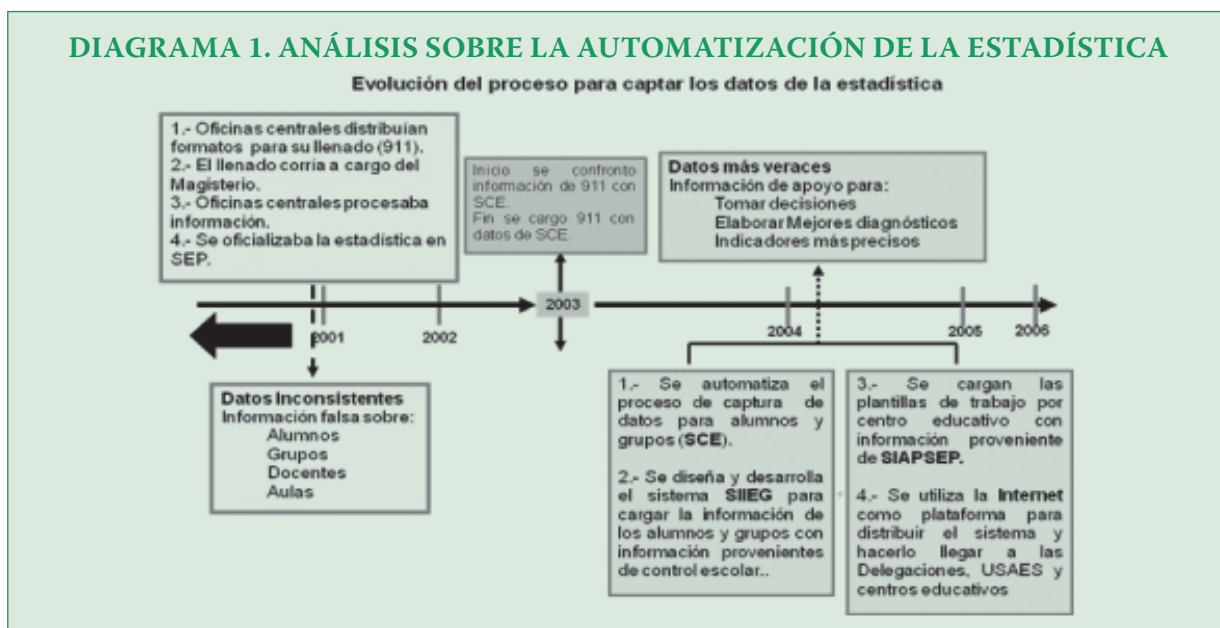 DIAGRAMA 1. ANÁLISIS SOBRE LA AUTOMATIZACIÓN DE LA ESTADÍSTICA
Evolución del proceso para captar los datos de la estadística
1.- Oficinas centrales distribuían
formatos para su llenado (911).
2.- El llenado corría a cargo del
Magisterio.
3.- Oficinas centrales procesaba
información.
4.- Se oficializaba la estadística en
SEP.
Inicio se confronto
información de 911 con
SCE.
Fin se cargo 911 con
datos de SCE.
Datos más veraces
Información de apoyo para:
Tomar decisiones
Elaborar Mejores diagnósticos
Indicadores más precisos
2001
2002
2003
2004
2005
2006
Datos Inconsistentes
Información falsa sobre:
Alumnos
Grupos
Docentes
Aulas
1.- Se automatiza el
proceso de captura de
datos para alumnos y
grupos (SCE).
2.- Se diseña y desarrolla
el sistema SIIEG para
cargar la información de
los alumnos y grupos con
información provenientes
de control escolar..
3.- Se cargan las
plantillas de trabajo por
centro educativo con
información proveniente
de SIAPSEP.
4.- Se utiliza la Internet
como plataforma para
distribuir el sistema y
hacerlo llegar a las
Delegaciones, USAES y
centros educativos